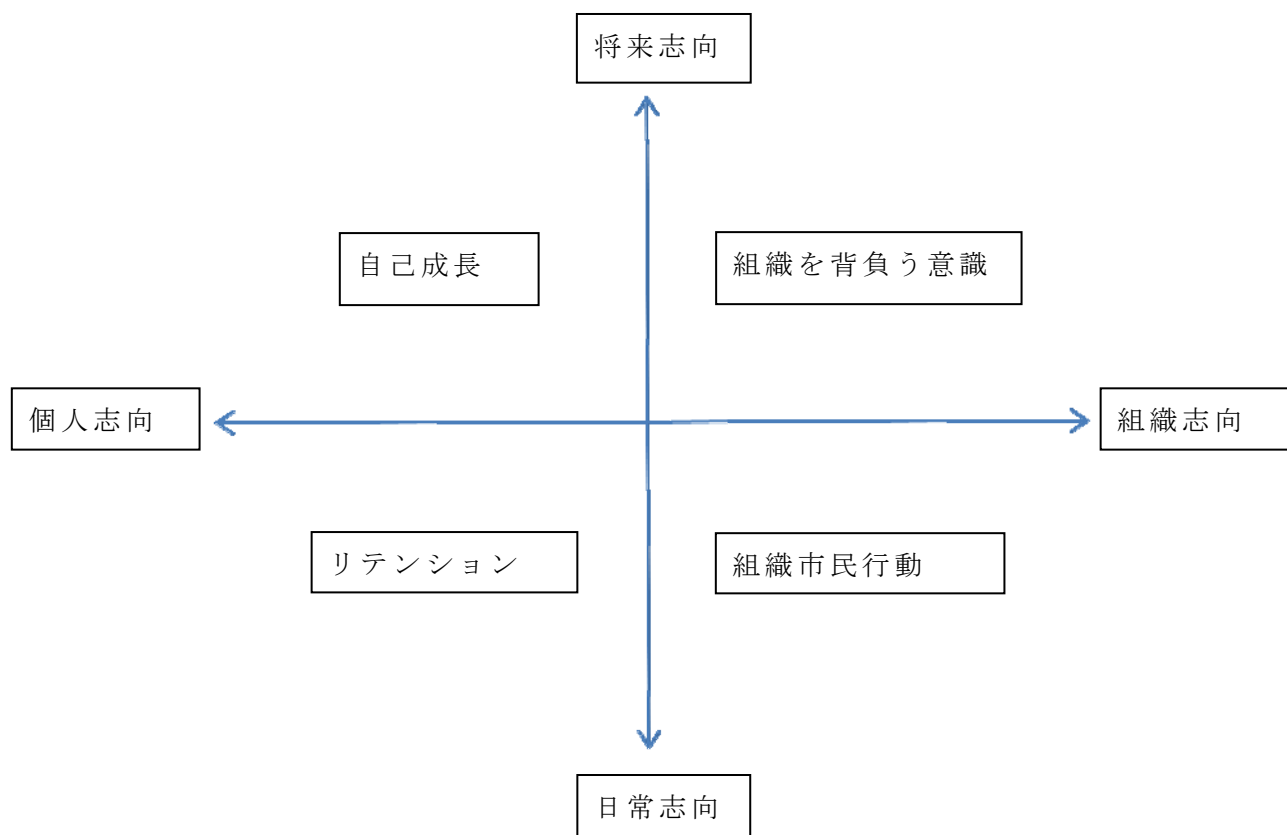 将来志向
自己成長
組織を背負う意識
個人志向
組織志向
リテンション
組織市民行動
日常志向